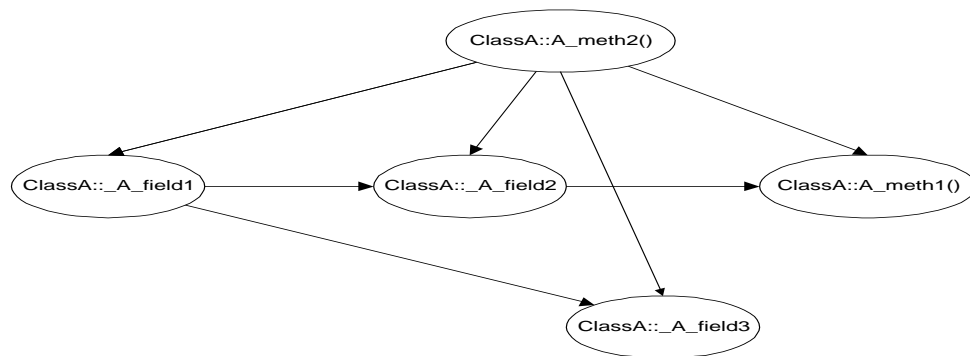 ClassA::A_meth2()
ClassA::_A_field1
ClassA::_A_field2
ClassA::A_meth1()
ClassA::_A_field3